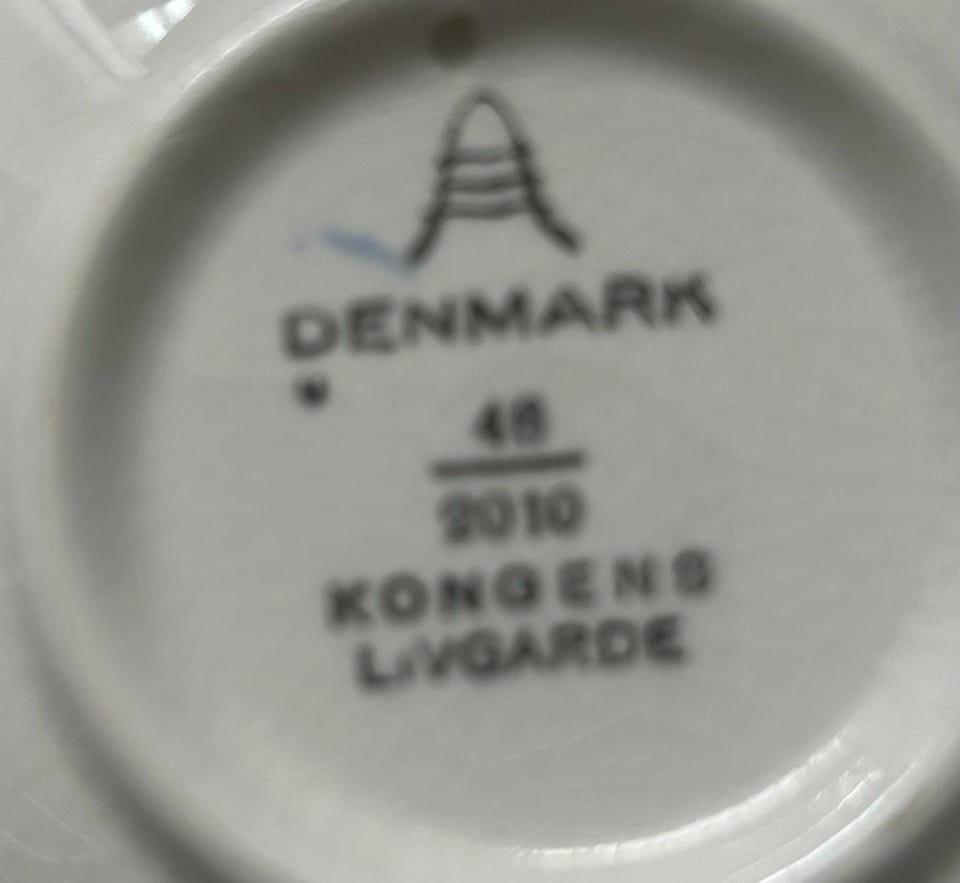 DENMARK
46
2010
KONGENS
LiVGARDE